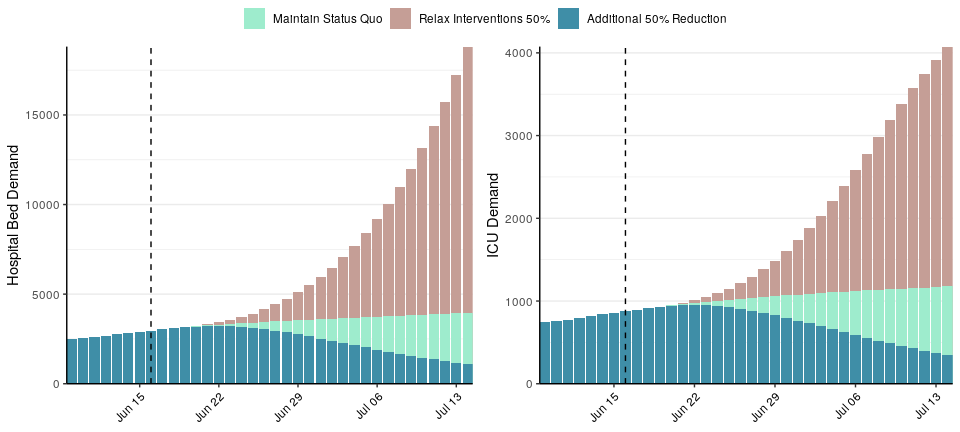 Maintain Status Quo Relax Interventions 50% Additional 50% Reduction
Hospital Bed Demand
15000
10000
5000
0
Jun 15 Jun 22 Jun 29 Jul 06 Jul 13
ICU Demand
4000
3000
2000
1000
0
Jun 15 Jun 22 Jun 29 Jul 06 Jul 13